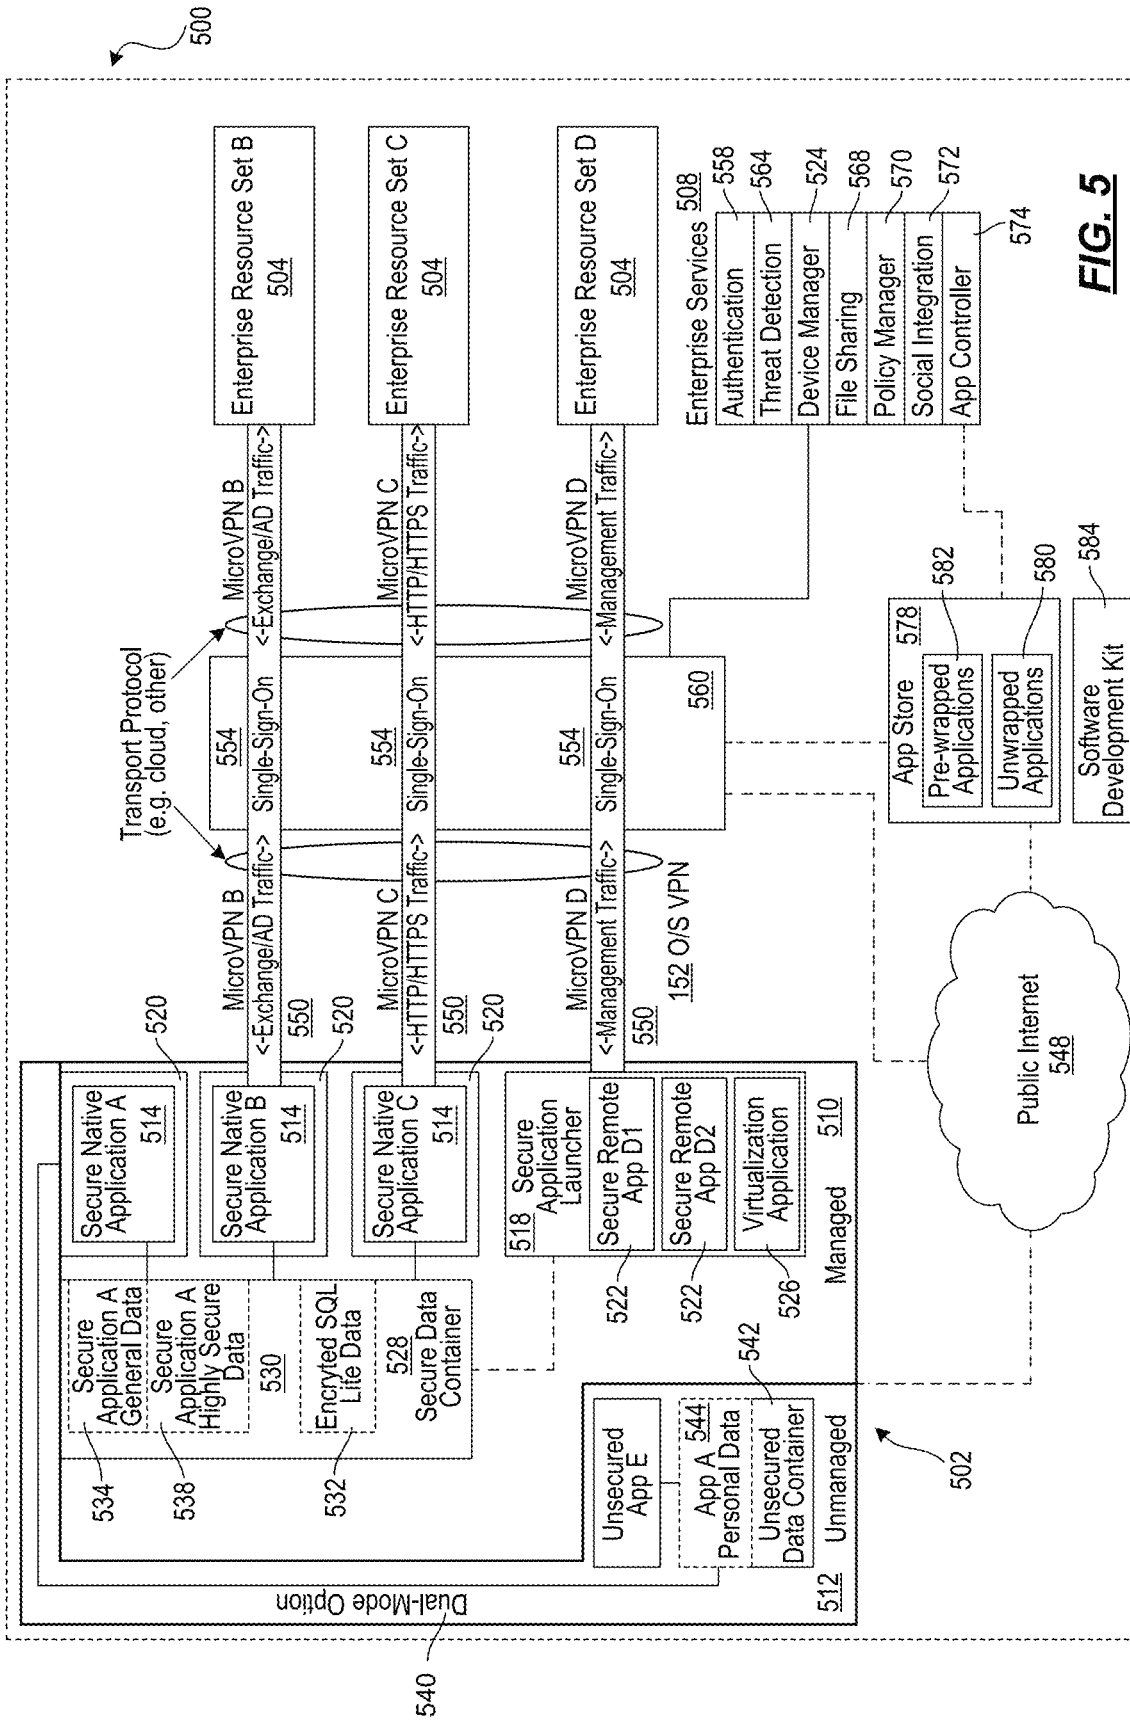 500
Transport Protocol
(e.g. cloud, other)
540
Dual-Mode Option
534
538
532
Secure
Application A
General Data
Secure
Application A
Highly Secure
Data
530
Encryted SQL
Lite Data
528
Secure Data
Container
Secure Native
Application A
514
520
Secure Native
Application B
514
520
Secure Native
Application C
514
520
518 Secure
Application
Launcher
Secure Remote
App D1
Secure Remote
App D2
Virtualization
Application
522
522
526
Managed
510
Unsecured
App E
544
App A
Personal Data
Unsecured
Data Container
542
512
Unmanaged
502
MicroVPN B
<-Exchange/AD Traffic->
550
MicroVPN C
<-HTTP/HTTPS Traffic->
550
MicroVPN D
<-Management Traffic->
550
152 O/S VPN
554
Single-Sign-On
554
Single-Sign-On
554
Single-Sign-On
560
MicroVPN B
<-Exchange/AD Traffic->
MicroVPN C
<-HTTP/HTTPS Traffic->
MicroVPN D
<-Management Traffic->
Enterprise Resource Set B
504
Enterprise Resource Set C
504
Enterprise Resource Set D
504
Enterprise Services 508
Authentication
Threat Detection
Device Manager
File Sharing
Policy Manager
Social Integration
App Controller
558
564
524
568
570
572
574
Public Internet
548
App Store 578
Pre-wrapped
Applications
Unwrapped
Applications
582
580
Software
Development Kit
584
FIG. 5